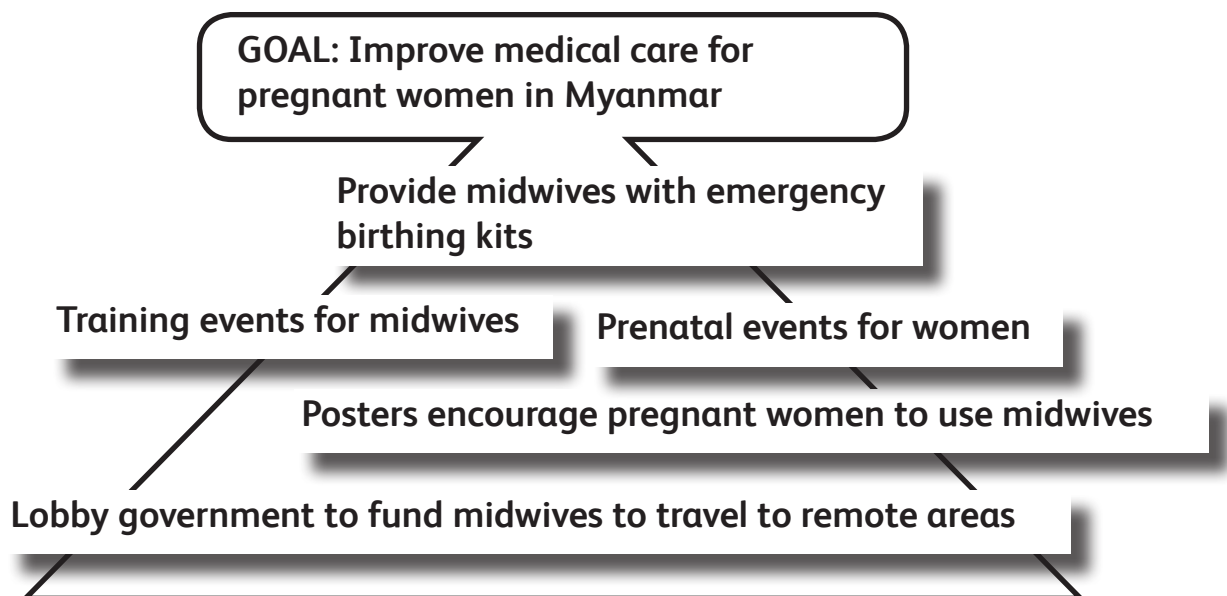 GOAL: Improve medical care for
pregnant women in Myanmar
Provide midwives with emergency
birthing kits
Training events for midwives
Prenatal events for women
Posters encourage pregnant women to use midwives
Lobby government to fund midwives to travel to remote areas